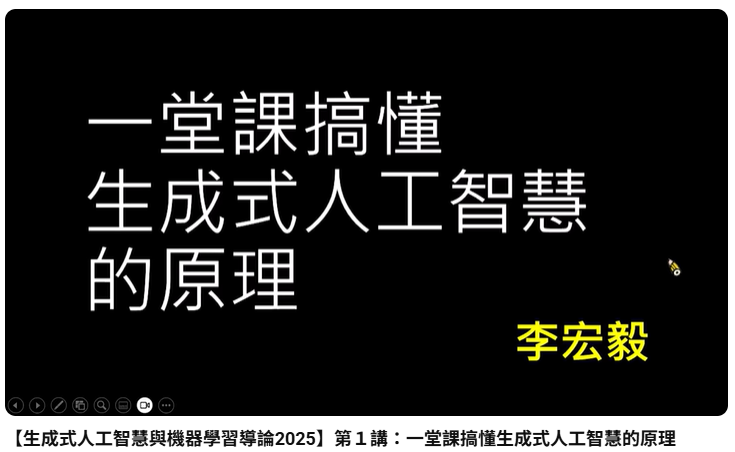 一堂課搞懂
生成式人工智慧
的原理
李宏毅
【生成式人工智慧與機器學習導論2025】第１講：一堂課搞懂生成式人工智慧的原理